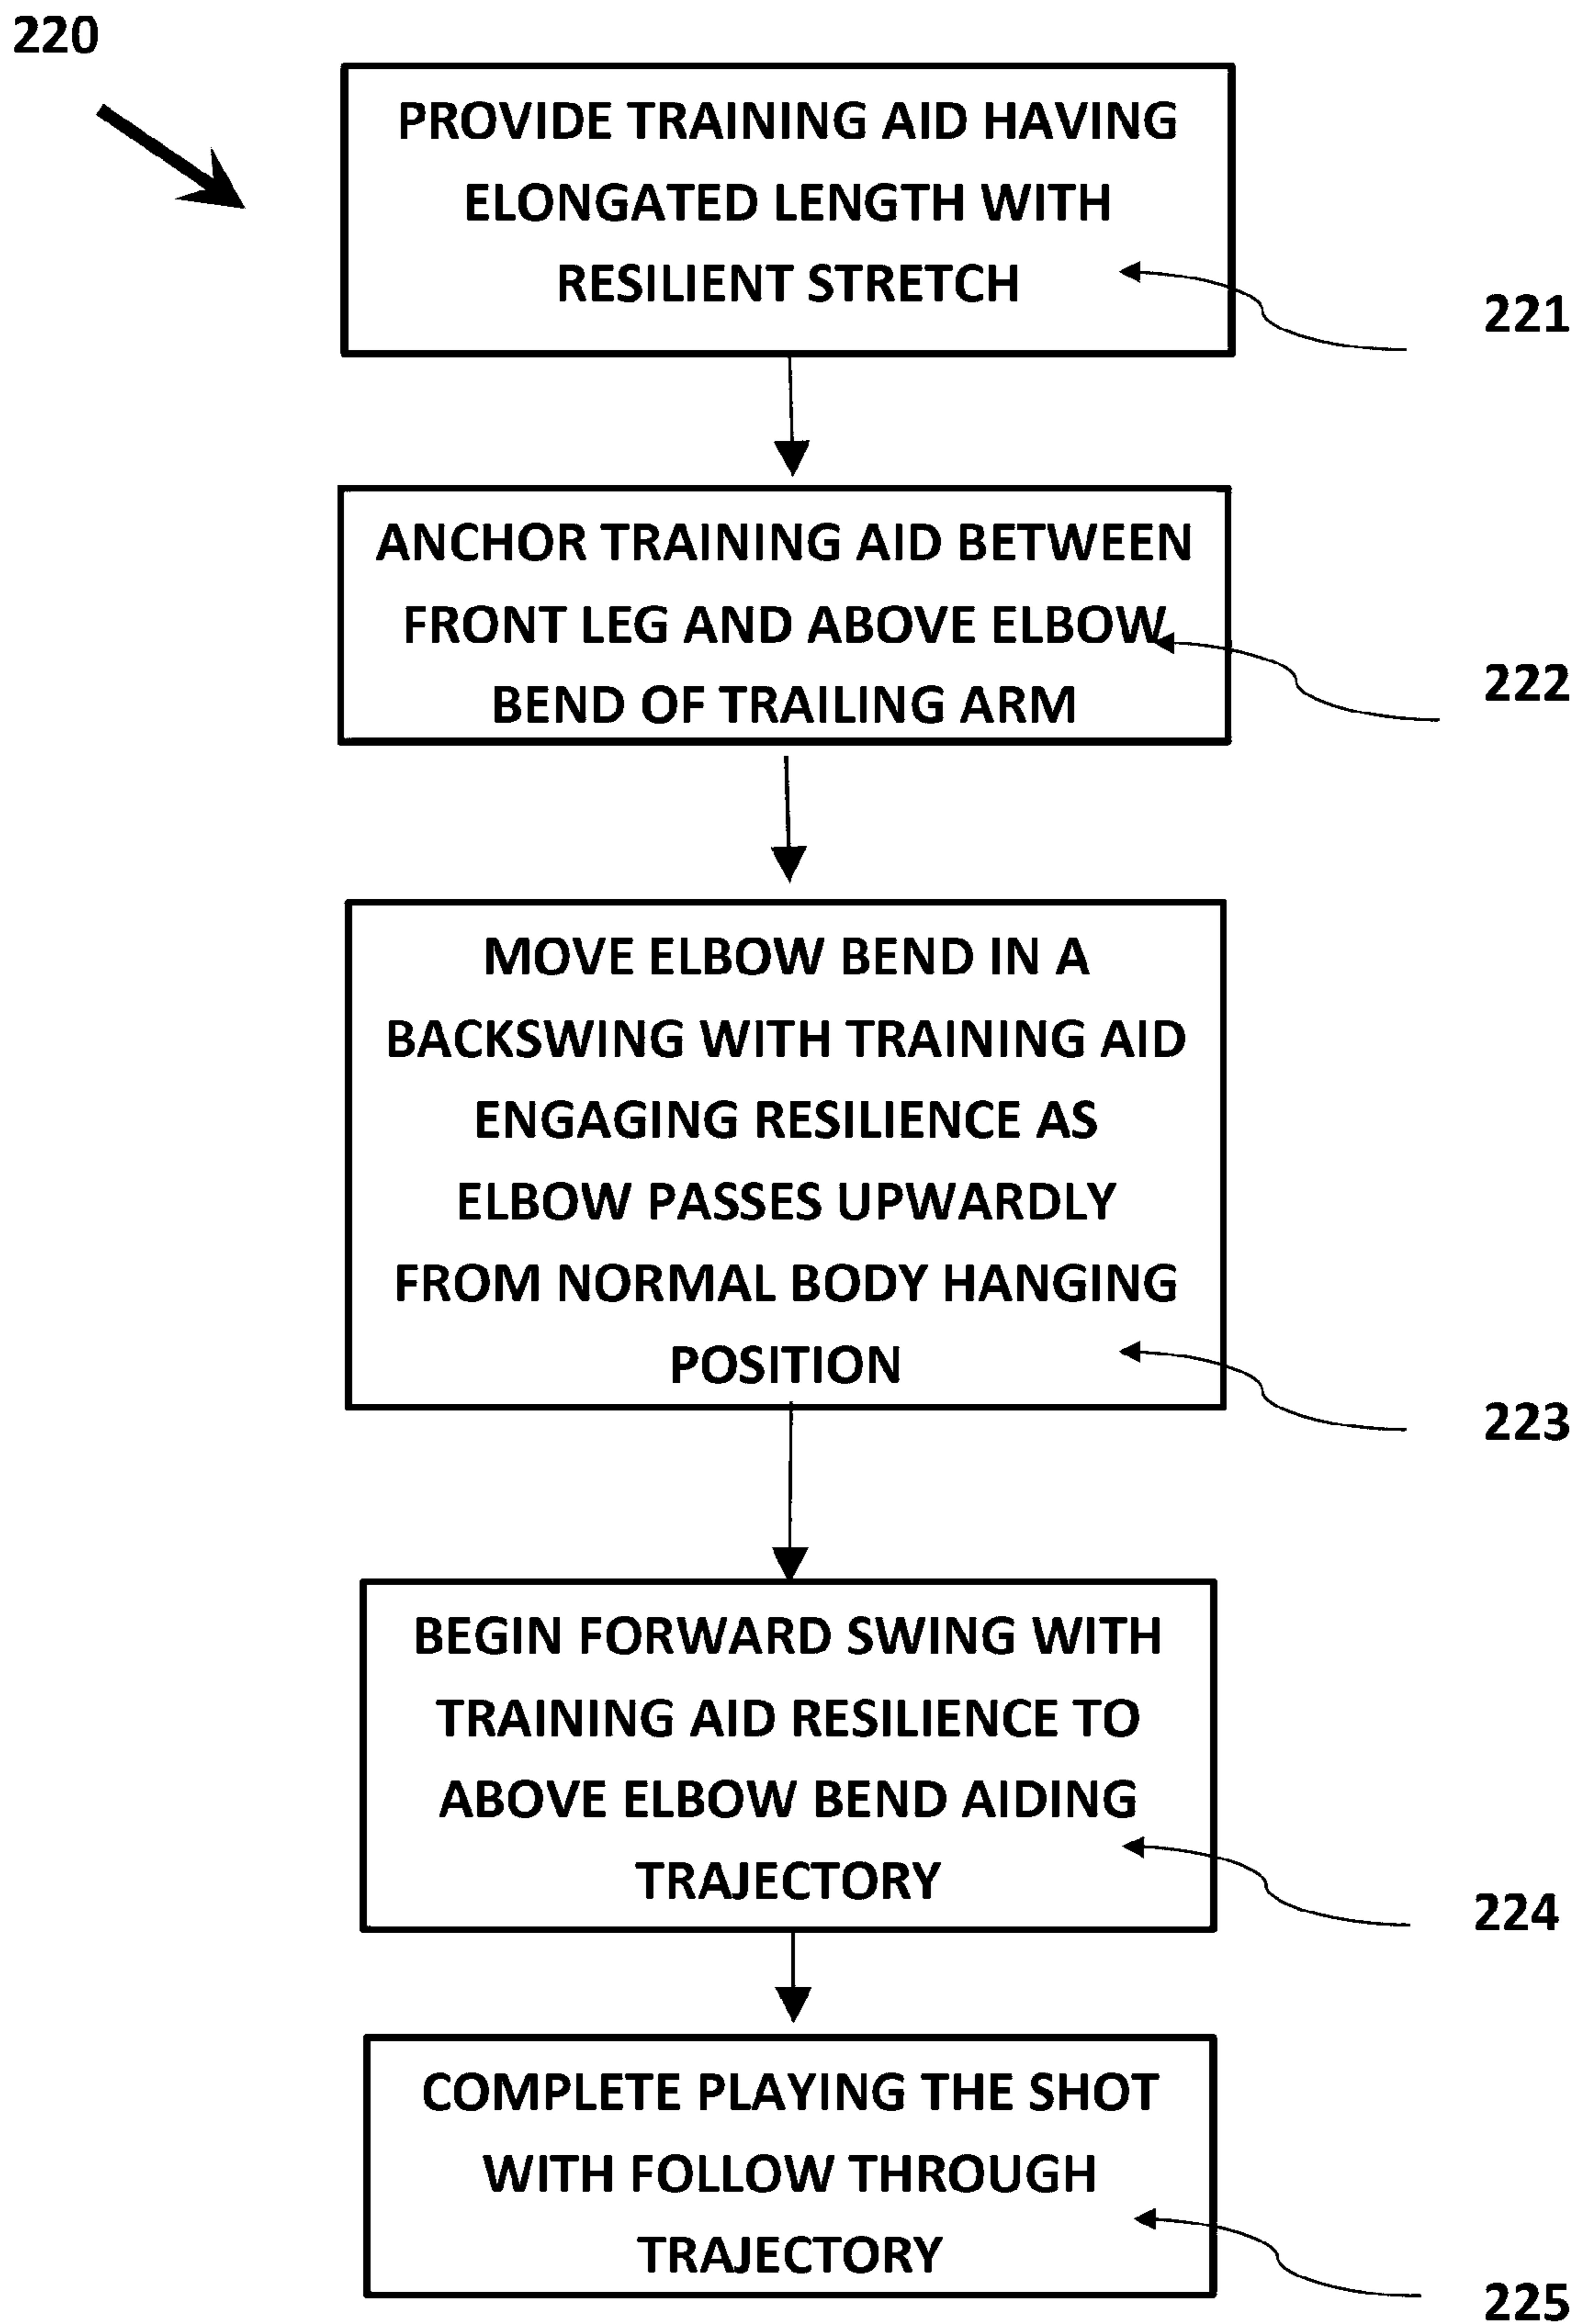 220
PROVIDE TRAINING AID HAVING
ELONGATED LENGTH WITH
RESILIENT STRETCH
221
ANCHOR TRAINING AID BETWEEN
FRONT LEG AND ABOVE ELBOW
BEND OF TRAILING ARM
222
MOVE ELBOW BEND IN A
BACKSWING WITH TRAINING AID
ENGAGING RESILIENCE AS
ELBOW PASSES UPWARDLY
FROM NORMAL BODY HANGING
POSITION
223
BEGIN FORWARD SWING WITH
TRAINING AID RESILIENCE TO
ABOVE ELBOW BEND AIDING
TRAJECTORY
224
COMPLETE PLAYING THE SHOT
WITH FOLLOW THROUGH
TRAJECTORY
225